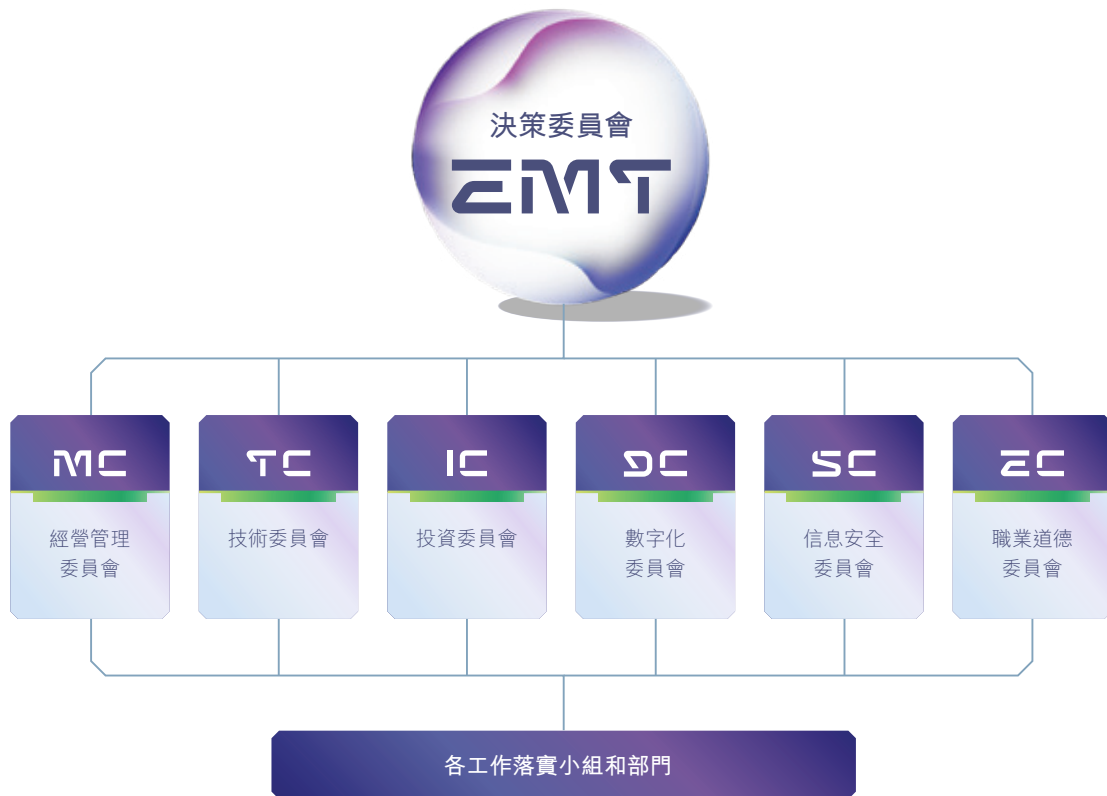 決策委員會
EMT
MC
TC
IC
DC
SC
EC
經營管理
委員會
技術委員會
投資委員會
數字化
委員會
信息安全
委員會
職業道德
委員會
各工作落實小組和部門